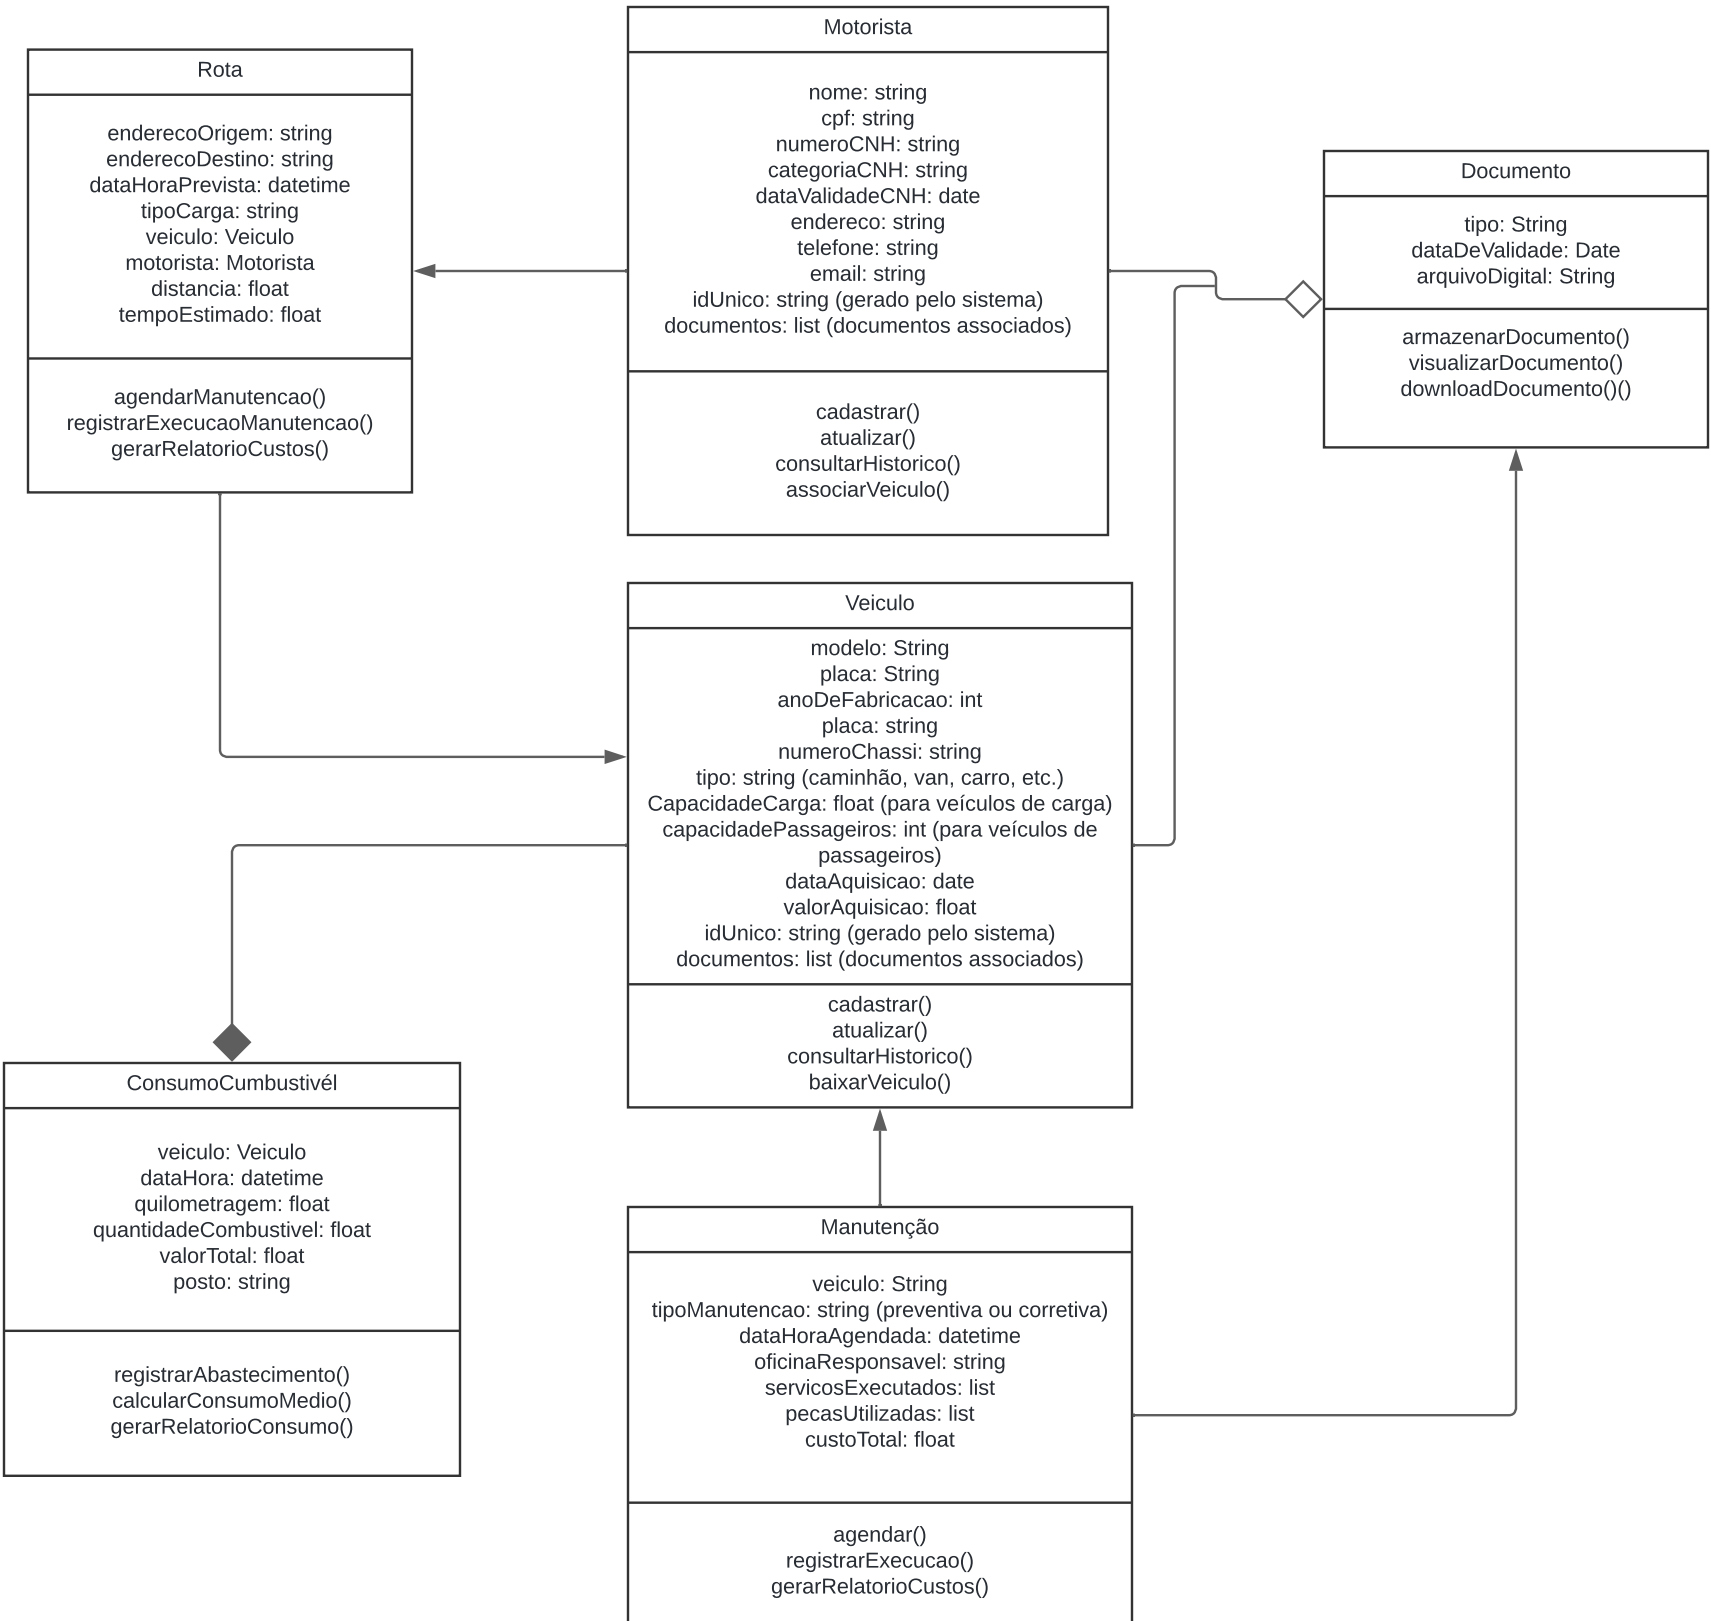 Rota
enderecoOrigem: string
enderecoDestino: string
dataHoraPrevista: datetime
tipoCarga: string
veiculo: Veiculo
motorista: Motorista
distancia: float
tempoEstimado: float
agendarManutencao()
registrarExecucaoManutencao()
gerarRelatorioCustos()
Motorista
nome: string
cpf: string
numeroCNH: string
categoriaCNH: string
dataValidadeCNH: date
endereco: string
telefone: string
email: string
idUnico: string (gerado pelo sistema)
documentos: list (documentos associados)
cadastrar()
atualizar()
consultarHistorico()
associarVeiculo()
Documento
tipo: String
dataDeValidade: Date
arquivoDigital: String
armazenarDocumento()
visualizarDocumento()
downloadDocumento()()
Veiculo
modelo: String
placa: String
anoDeFabricacao: int
placa: string
numeroChassi: string
tipo: string (caminhão, van, carro, etc.)
CapacidadeCarga: float (para veículos de carga)
capacidadePassageiros: int (para veículos de
passageiros)
dataAquisicao: date
valorAquisicao: float
idUnico: string (gerado pelo sistema)
documentos: list (documentos associados)
cadastrar()
atualizar()
consultarHistorico()
baixarVeiculo()
ConsumoCumbustivél
veiculo: Veiculo
dataHora: datetime
quilometragem: float
quantidadeCombustivel: float
valorTotal: float
posto: string
registrarAbastecimento()
calcularConsumoMedio()
gerarRelatorioConsumo()
Manutenção
veiculo: String
tipoManutencao: string (preventiva ou corretiva)
dataHoraAgendada: datetime
oficinaResponsavel: string
servicosExecutados: list
pecasUtilizadas: list
custoTotal: float
agendar()
registrarExecucao()
gerarRelatorioCustos()